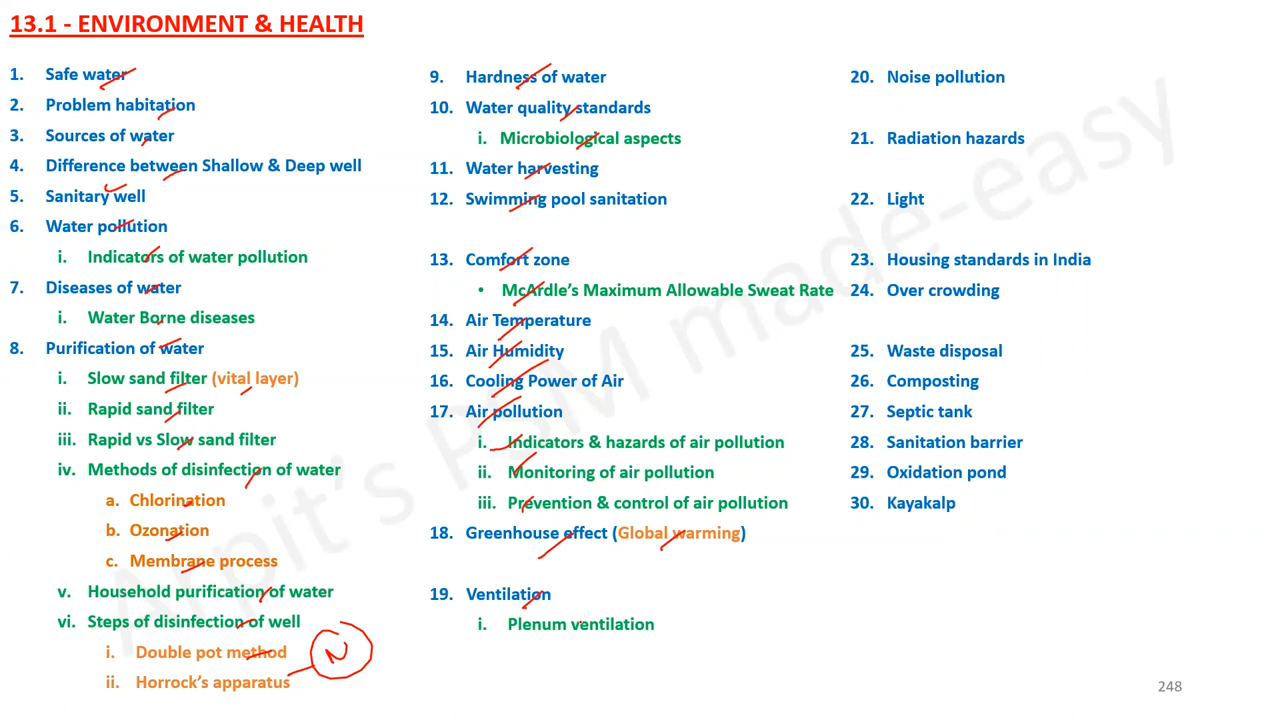 13.1 - ENVIRONMENT & HEALTH
1. Safe water
2. Problem habitation
3. Sources of water
4. Difference between Shallow & Deep well
5. Sanitary well
6. Water pollution
i. Indicators of water pollution
7. Diseases of water
i. Water Borne diseases
8. Purification of water
i. Slow sand filter (vital layer)
ii. Rapid sand filter
iii. Rapid vs Slow sand filter
iv. Methods of disinfection of water
a. Chlorination
b. Ozonation
c. Membrane process
v. Household purification of water
vi. Steps of disinfection of well
i. Double pot method
ii. Horrock's apparatus
N
9. Hardness of water
10. Water quality standards
i. Microbiological aspects
11. Water harvesting
12. Swimming pool sanitation
13. Comfort zone
• McArdle's Maximum Allowable Sweat Rate
14. Air Temperature
15. Air Humidity
16. Cooling Power of Air
17. Air pollution
i. Indicators & hazards of air pollution
ii. Monitoring of air pollution
iii. Prevention & control of air pollution
18. Greenhouse effect (Global warming)
19. Ventilation
i. Plenum ventilation
20. Noise pollution
21. Radiation hazards
22. Light
23. Housing standards in India
24. Over crowding
25. Waste disposal
26. Composting
27. Septic tank
28. Sanitation barrier
29. Oxidation pond
30. Kayakalp
Arpit's PSM made-easy
248